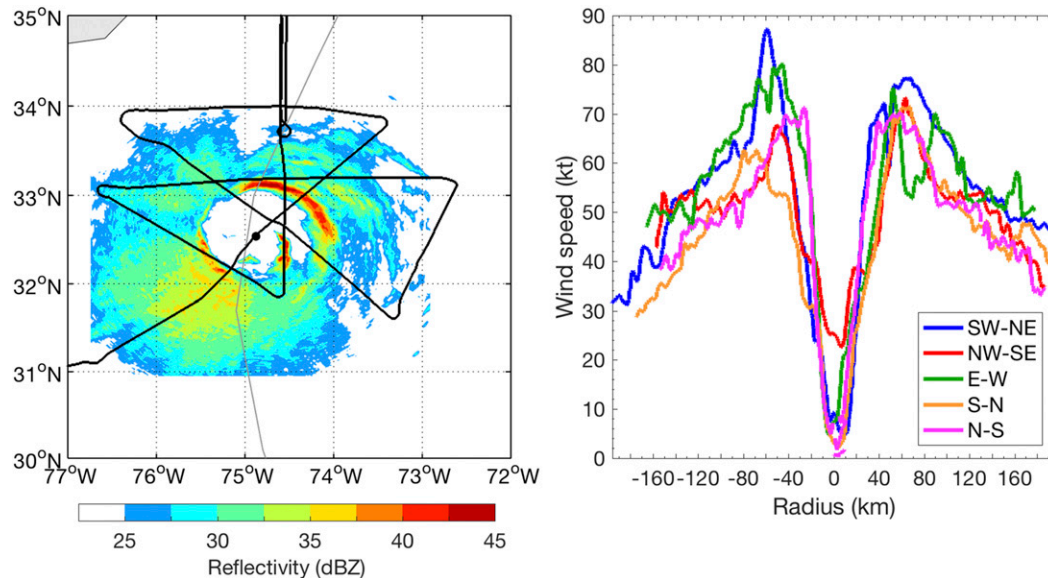 35°N
34°N
33°N
32°N
31°N
30°N
77°W 76°W 75°W 74°W 73°W 72°W
25 30 35 40 45
Reflectivity (dBZ)
90
80
70
60
50
40
30
20
10
0
Wind speed (kt)
-160 -120 -80 -40 0 40 80 120 160
Radius (km)
SW-NE
NW-SE
E-W
S-N
N-S